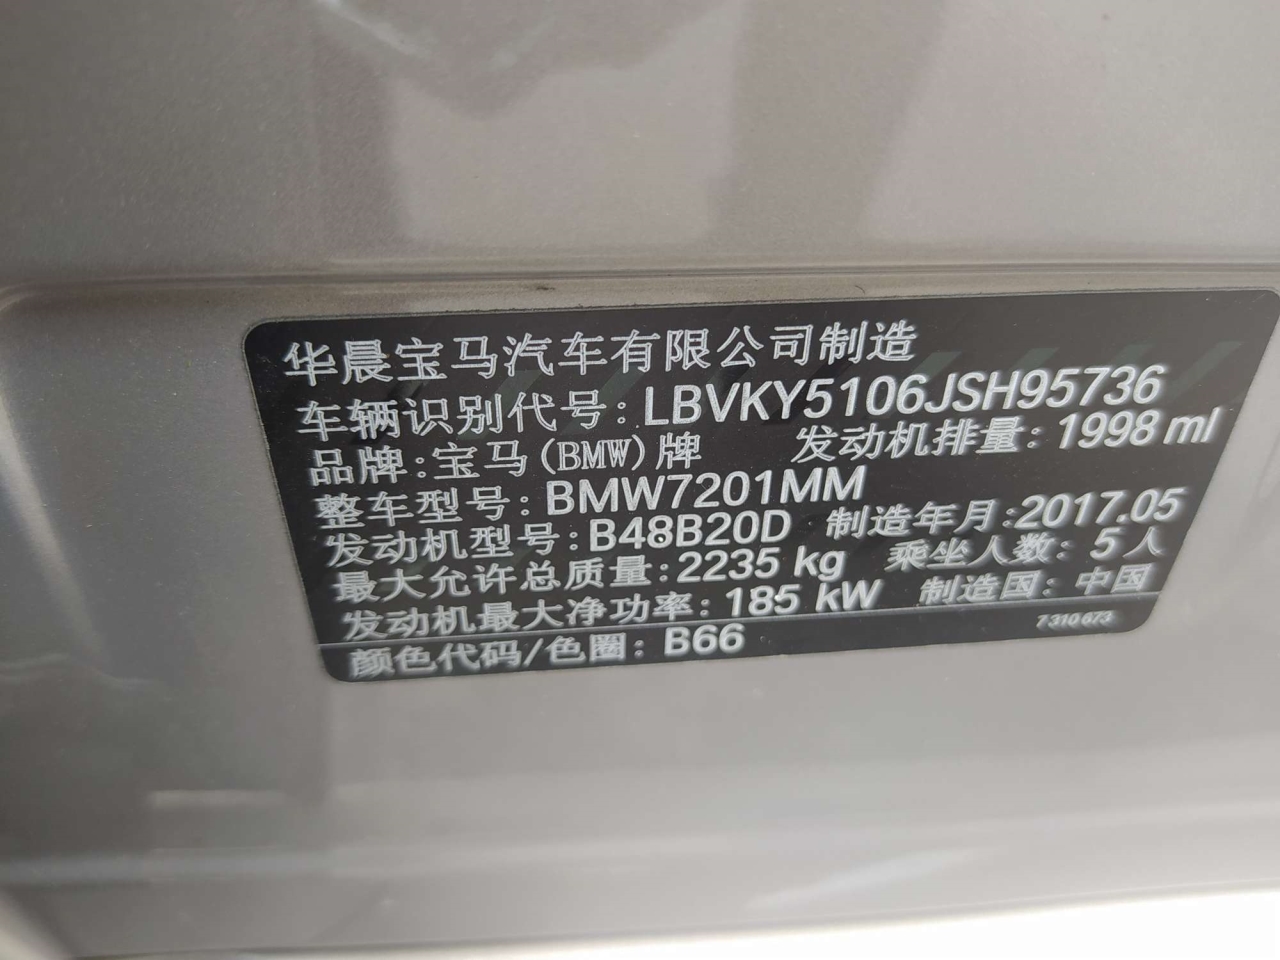 华晨宝马汽车有限公司制造
车辆识别代号: LBVKY5106JSH95736
品牌:宝马(BMW)牌 发动机排量: 1998 ml
整车型号: BMW7201MM
发动机型号: B48B20D 制造年月:2017.05
最大允许总质量: 2235 kg 乘坐人数: 5人
发动机最大净功率: 185 kW 制造国: 中国
颜色代码/色圈: B66 7310673